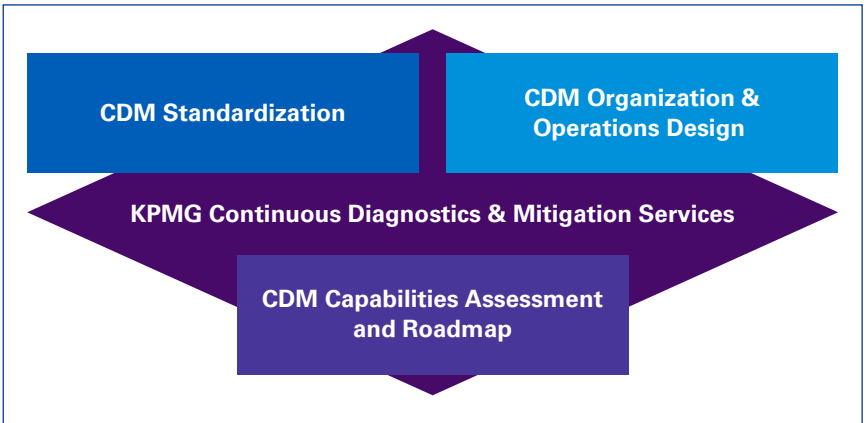 CDM Standardization
CDM Organization &
Operations Design
KPMG Continuous Diagnostics & Mitigation Services
CDM Capabilities Assessment
and Roadmap